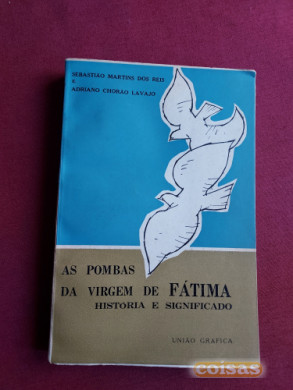 SEBASTIÃO MARTINS DOS REIS
E
ADRIANO CHORÃO LAVAJO
AS POMBAS
DA VIRGEM DE FÁTIMA
HISTÓRIA E SIGNIFICADO
UNIÃO GRÁFICA
coisas